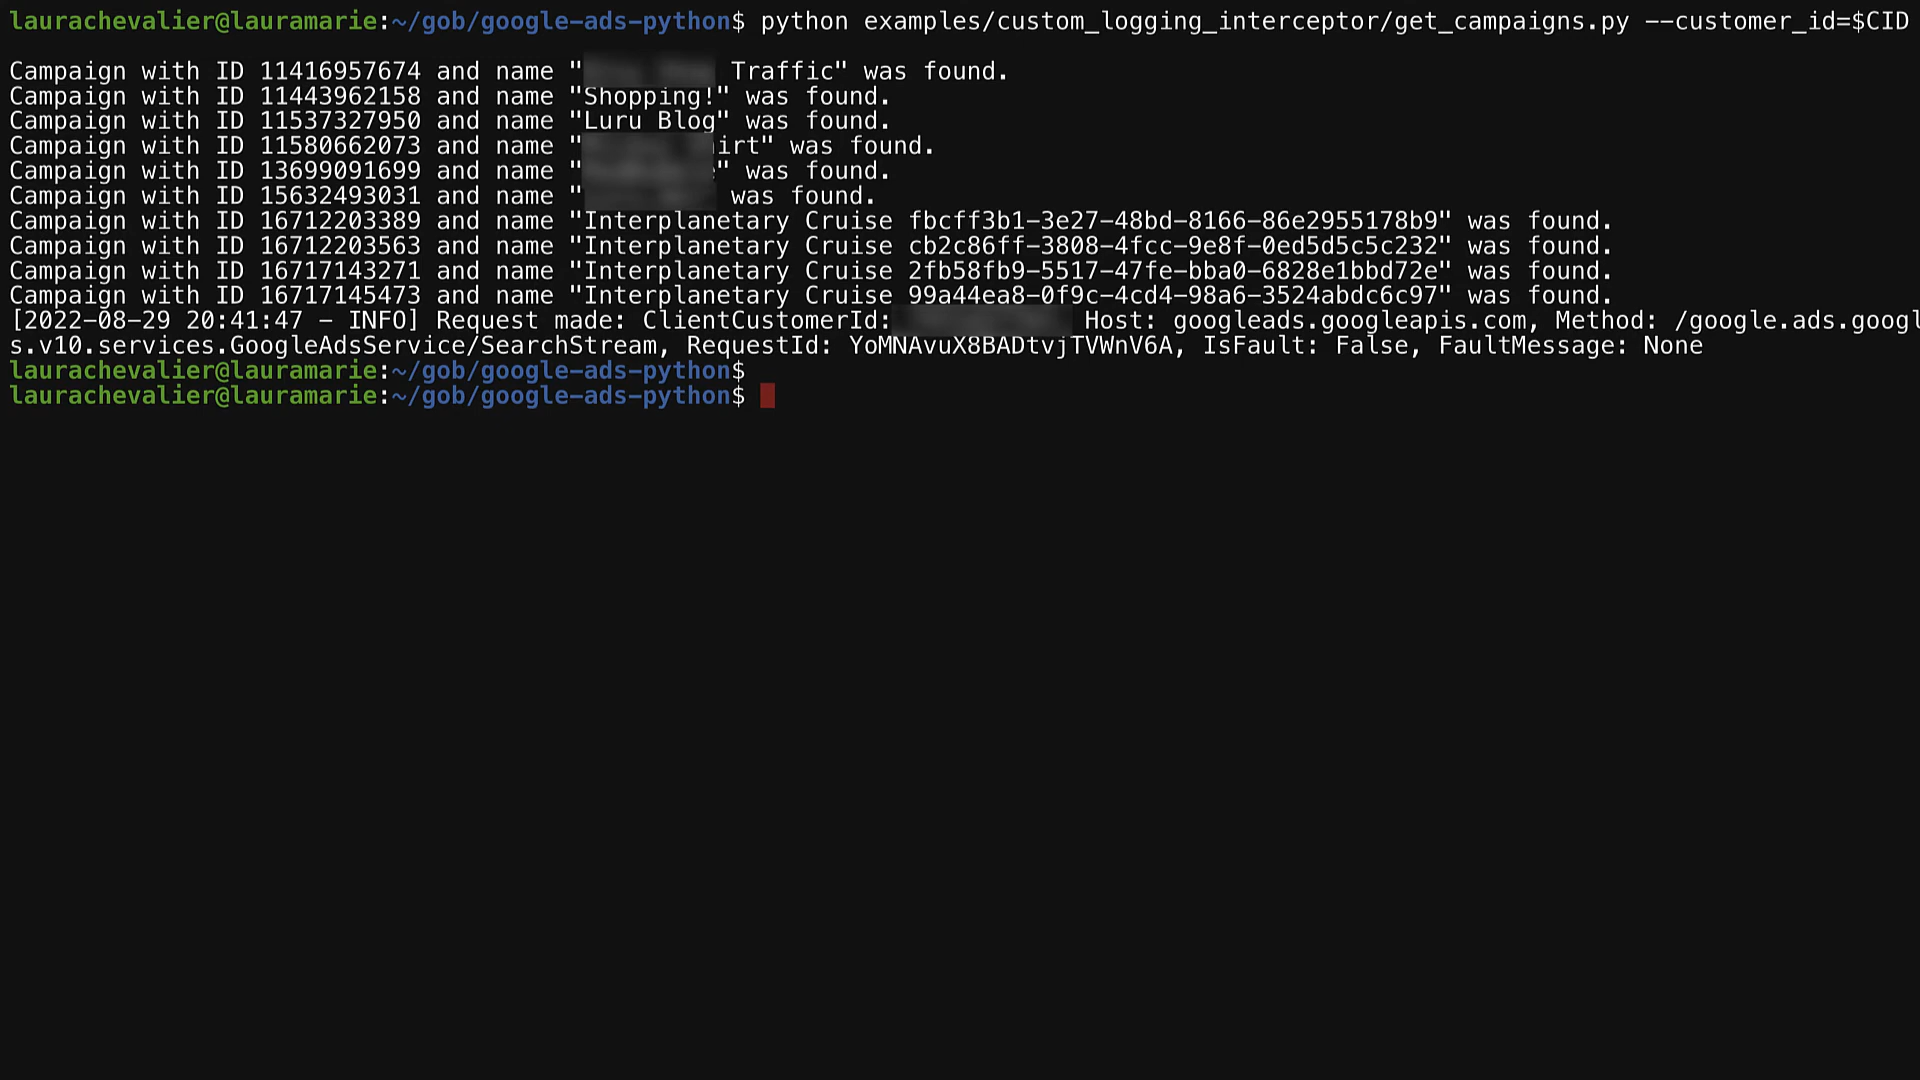 laurachevalier@lauramarie:~/gob/google-ads-python$ python examples/custom_logging_interceptor/get_campaigns.py --customer_id=$CID
Campaign with ID 11416957674 and name " Traffic" was found.
Campaign with ID 11443962158 and name "Shopping!" was found.
Campaign with ID 11537327950 and name "Luru Blog" was found.
Campaign with ID 11580662073 and name " " was found.
Campaign with ID 13699091699 and name " " was found.
Campaign with ID 15632493031 and name " was found.
Campaign with ID 16712203389 and name "Interplanetary Cruise fbcff3b1-3e27-48bd-8166-86e2955178b9" was found.
Campaign with ID 16712203563 and name "Interplanetary Cruise cb2c86ff-3808-4fcc-9e8f-0ed5d5c5c232" was found.
Campaign with ID 16717143271 and name "Interplanetary Cruise 2fb58fb9-5517-47fe-bba0-6828e1bbd72e" was found.
Campaign with ID 16717145473 and name "Interplanetary Cruise 99a44ea8-0f9c-4cd4-98a6-3524abdc6c97" was found.
[2022-08-29 20:41:47 - INFO] Request made: ClientCustomerId: Host: googleads.googleapis.com, Method: /google.ads.googl
s.v10.services.GoogleAdsService/SearchStream, RequestId: YoMNAvuX8BADtvjTVWnV6A, IsFault: False, FaultMessage: None
laurachevalier@lauramarie:~/gob/google-ads-python$
laurachevalier@lauramarie:~/gob/google-ads-python$